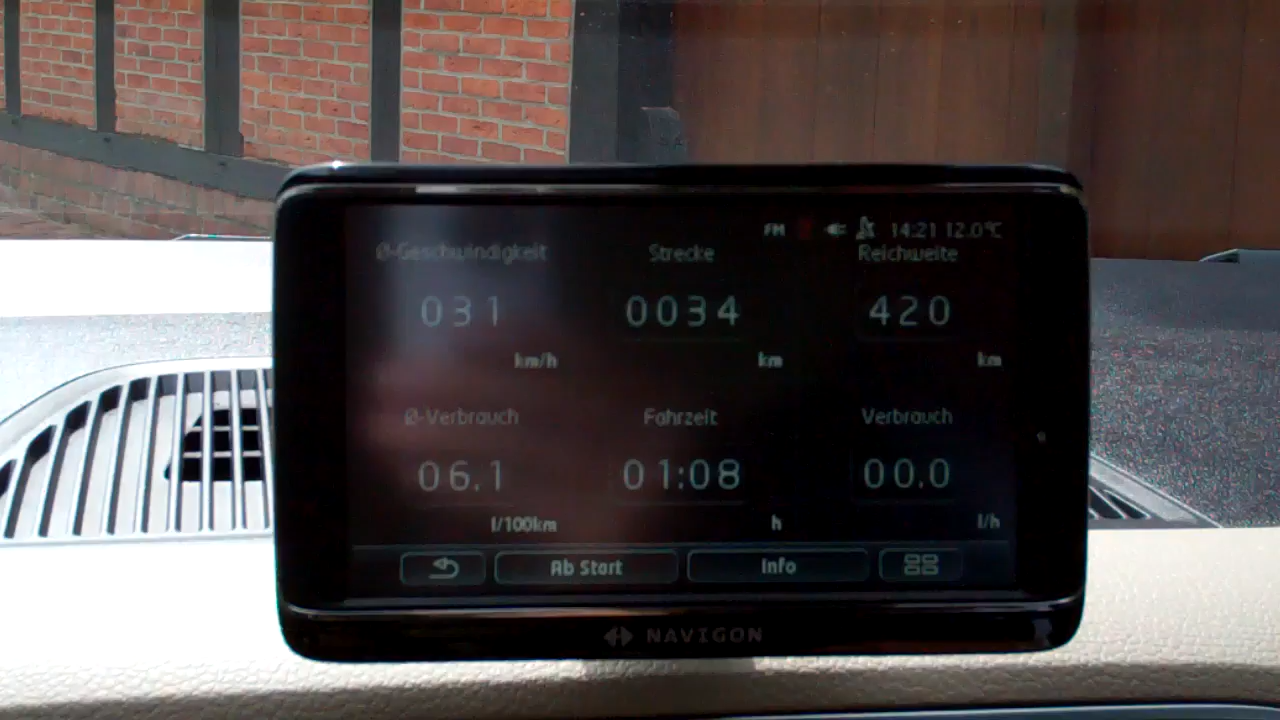 FM 14:21 12.0°C
Ø-Geschwindigkeit Strecke Reichweite
031 0034 420
km/h km km
Ø-Verbrauch Fahrzeit Verbrauch
06.1 01:08 00.0
l/100km h l/h
Ab Start Info
NAVIGON